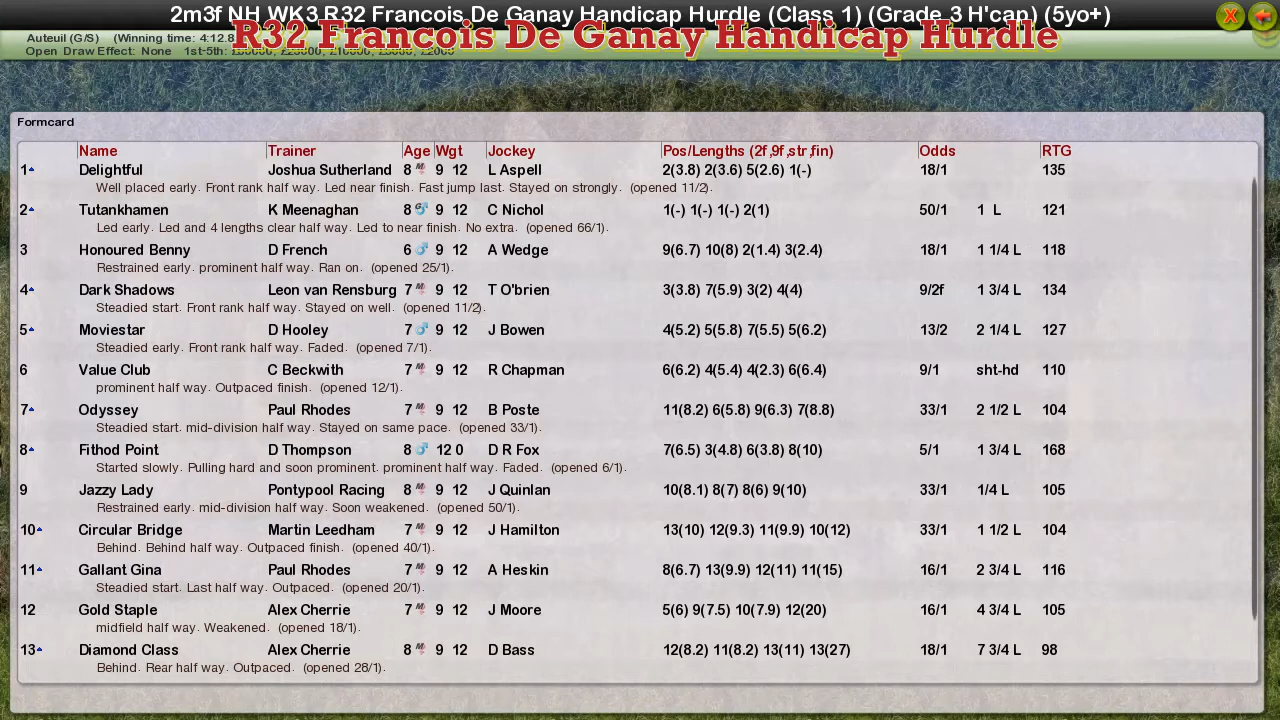 2m3f NH WK3 R32 Francois De Ganay Handicap Hurdle (Class 1) (Grade 3 H'cap) (5yo+)
R32 Francois De Ganay Handicap Hurdle
Auteuil (G/S) (Winning time: 4:12.8
Open Draw Effect: None 1st-5th:
Formcard
Name Trainer Age Wgt Jockey Pos/Lengths (2f,9f,str,fin) Odds RTG
1 Delightful Joshua Sutherland 8 M 9 12 L Aspell 2(3.8) 2(3.6) 5(2.6) 1(-) 18/1 135
Well placed early. Front rank half way. Led near finish. Fast jump last. Stayed on strongly. (opened 11/2).
2 Tutankhamen K Meenaghan 8 9 12 C Nichol 1(-) 1(-) 1(-) 2(1) 50/1 1 L 121
Led early. Led and 4 lengths clear half way. Led to near finish. No extra. (opened 66/1).
3 Honoured Benny D French 6 9 12 A Wedge 9(6.7) 10(8) 2(1.4) 3(2.4) 18/1 1 1/4 L 118
Restrained early. prominent half way. Ran on. (opened 25/1).
4 Dark Shadows Leon van Rensburg 7 M 9 12 T O'brien 3(3.8) 7(5.9) 3(2) 4(4) 9/2f 1 3/4 L 134
Steadied start. Front rank half way. Stayed on well. (opened 11/2).
5 Moviestar D Hooley 7 9 12 J Bowen 4(5.2) 5(5.8) 7(5.5) 5(6.2) 13/2 2 1/4 L 127
Steadied early. Front rank half way. Faded. (opened 7/1).
6 Value Club C Beckwith 7 M 9 12 R Chapman 6(6.2) 4(5.4) 4(2.3) 6(6.4) 9/1 sht-hd 110
prominent half way. Outpaced finish. (opened 12/1).
7 Odyssey Paul Rhodes 7 M 9 12 B Poste 11(8.2) 6(5.8) 9(6.3) 7(8.8) 33/1 2 1/2 L 104
Steadied start. mid-division half way. Stayed on same pace. (opened 33/1).
8 Fithod Point D Thompson 8 12 0 D R Fox 7(6.5) 3(4.8) 6(3.8) 8(10) 5/1 1 3/4 L 168
Started slowly. Pulling hard and soon prominent. prominent half way. Faded. (opened 6/1).
9 Jazzy Lady Pontypool Racing 8 M 9 12 J Quinlan 10(8.1) 8(7) 8(6) 9(10) 33/1 1/4 L 105
Restrained early. mid-division half way. Soon weakened. (opened 50/1).
10 Circular Bridge Martin Leedham 7 M 9 12 J Hamilton 13(10) 12(9.3) 11(9.9) 10(12) 33/1 1 1/2 L 104
Behind. Behind half way. Outpaced finish. (opened 40/1).
11 Gallant Gina Paul Rhodes 7 M 9 12 A Heskin 8(6.7) 13(9.9) 12(11) 11(15) 16/1 2 3/4 L 116
Steadied start. Last half way. Outpaced. (opened 20/1).
12 Gold Staple Alex Cherrie 7 M 9 12 J Moore 5(6) 9(7.5) 10(7.9) 12(20) 16/1 4 3/4 L 105
midfield half way. Weakened. (opened 18/1).
13 Diamond Class Alex Cherrie 8 M 9 12 D Bass 12(8.2) 11(8.2) 13(11) 13(27) 18/1 7 3/4 L 98
Behind. Rear half way. Outpaced. (opened 28/1).